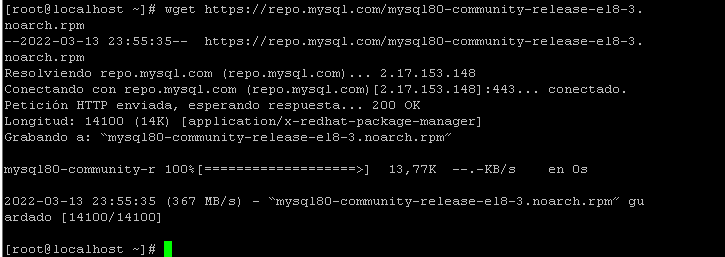 [root@localhost ~]# wget https://repo.mysql.com/mysql80-community-release-el8-3.
noarch.rpm
--2022-03-13 23:55:35--  https://repo.mysql.com/mysql80-community-release-el8-3.
noarch.rpm
Resolviendo repo.mysql.com (repo.mysql.com)... 2.17.153.148
Conectando con repo.mysql.com (repo.mysql.com)[2.17.153.148]:443... conectado.
Petición HTTP enviada, esperando respuesta... 200 OK
Longitud: 14100 (14K) [application/x-redhat-package-manager]
Grabando a: “mysql80-community-release-el8-3.noarch.rpm”
mysql80-community-r 100%[===================>]  13,77K  --.-KB/s    en 0s
2022-03-13 23:55:35 (367 MB/s) - “mysql80-community-release-el8-3.noarch.rpm” gu
ardado [14100/14100]
[root@localhost ~]#